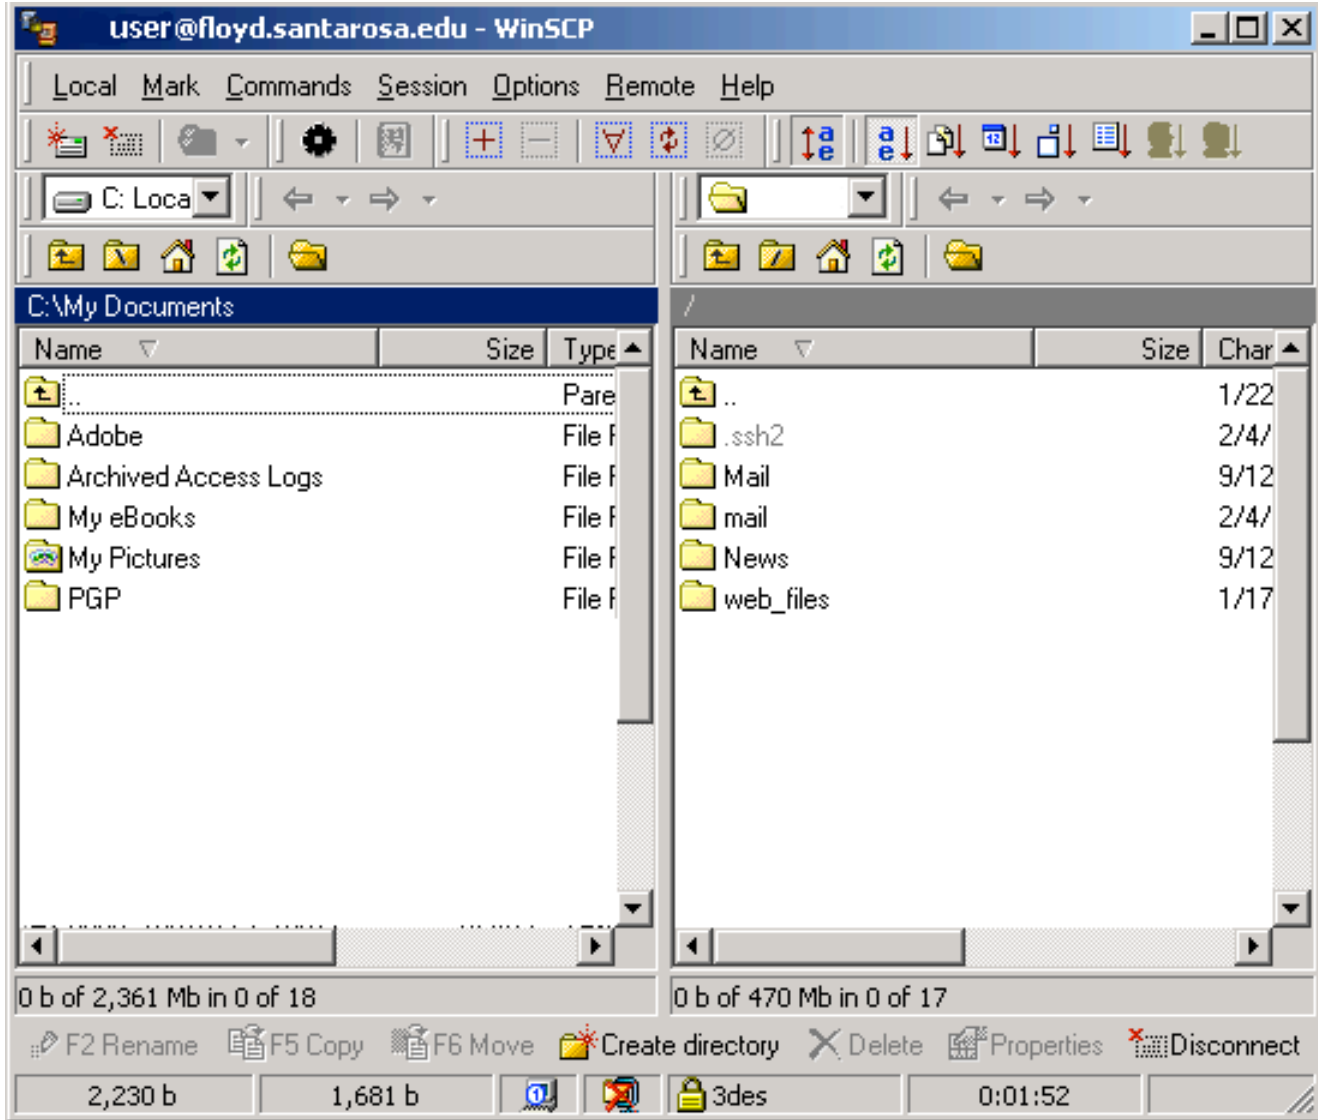 user@floyd.santarosa.edu - WinSCP
Local Mark Commands Session Options Remote Help
C: Loca
C:\My Documents
/
Name Size Type
Name Size Char
.. Pare
.. 1/22
Adobe File F
.ssh2 2/4/
Archived Access Logs File F
Mail 9/12
My eBooks File F
mail 2/4/
My Pictures File F
News 9/12
PGP File F
web_files 1/17
0 b of 2,361 Mb in 0 of 18
0 b of 470 Mb in 0 of 17
F2 Rename F5 Copy F6 Move Create directory Delete Properties Disconnect
2,230 b 1,681 b 3des 0:01:52